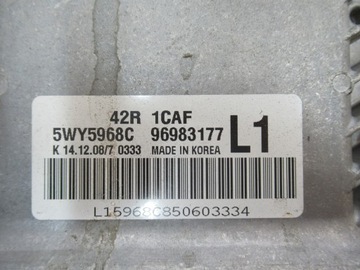 42R 1CAF
5WY5968C 96983177 L1
K 14.12.08/7 0333 MADE IN KOREA
L15968C850603334